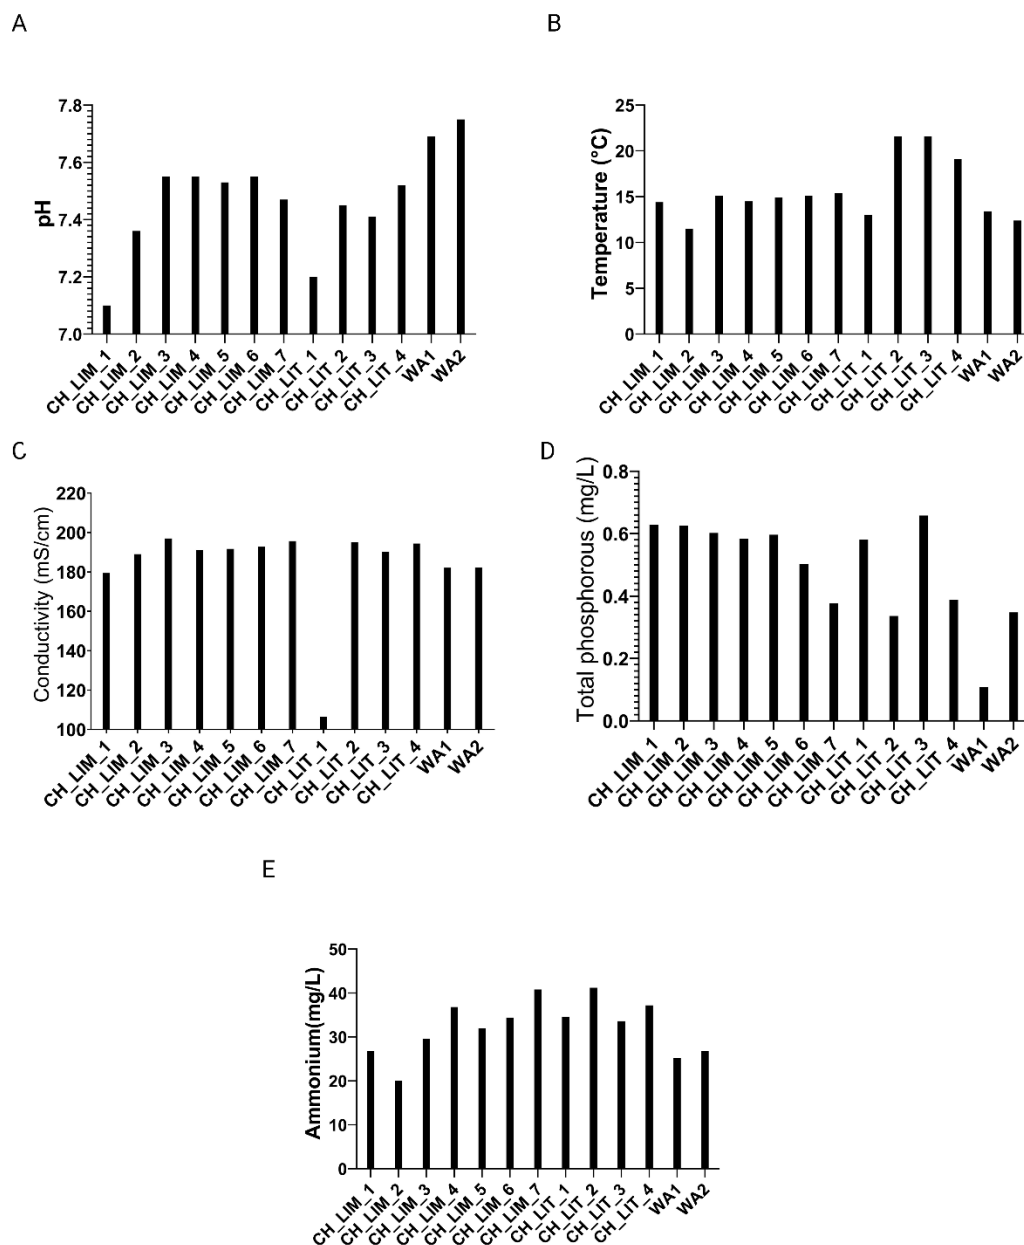 A
pH
7.8
7.6
7.4
7.2
7.0
CH_LIM_1
CH_LIM_2
CH_LIM_3
CH_LIM_4
CH_LIM_5
CH_LIM_6
CH_LIM_7
CH_LIT_1
CH_LIT_2
CH_LIT_3
CH_LIT_4
WA1
WA2
B
Temperature (°C)
25
20
15
10
5
0
CH_LIM_1
CH_LIM_2
CH_LIM_3
CH_LIM_4
CH_LIM_5
CH_LIM_6
CH_LIM_7
CH_LIT_1
CH_LIT_2
CH_LIT_3
CH_LIT_4
WA1
WA2
C
Conductivity (mS/cm)
220
200
180
160
140
120
100
CH_LIM_1
CH_LIM_2
CH_LIM_3
CH_LIM_4
CH_LIM_5
CH_LIM_6
CH_LIM_7
CH_LIT_1
CH_LIT_2
CH_LIT_3
CH_LIT_4
WA1
WA2
D
Total phosphorous (mg/L)
0.8
0.6
0.4
0.2
0.0
CH_LIM_1
CH_LIM_2
CH_LIM_3
CH_LIM_4
CH_LIM_5
CH_LIM_6
CH_LIM_7
CH_LIT_1
CH_LIT_2
CH_LIT_3
CH_LIT_4
WA1
WA2
E
Ammonium(mg/L)
50
40
30
20
10
0
CH_LIM_1
CH_LIM_2
CH_LIM_3
CH_LIM_4
CH_LIM_5
CH_LIM_6
CH_LIM_7
CH_LIT_1
CH_LIT_2
CH_LIT_3
CH_LIT_4
WA1
WA2